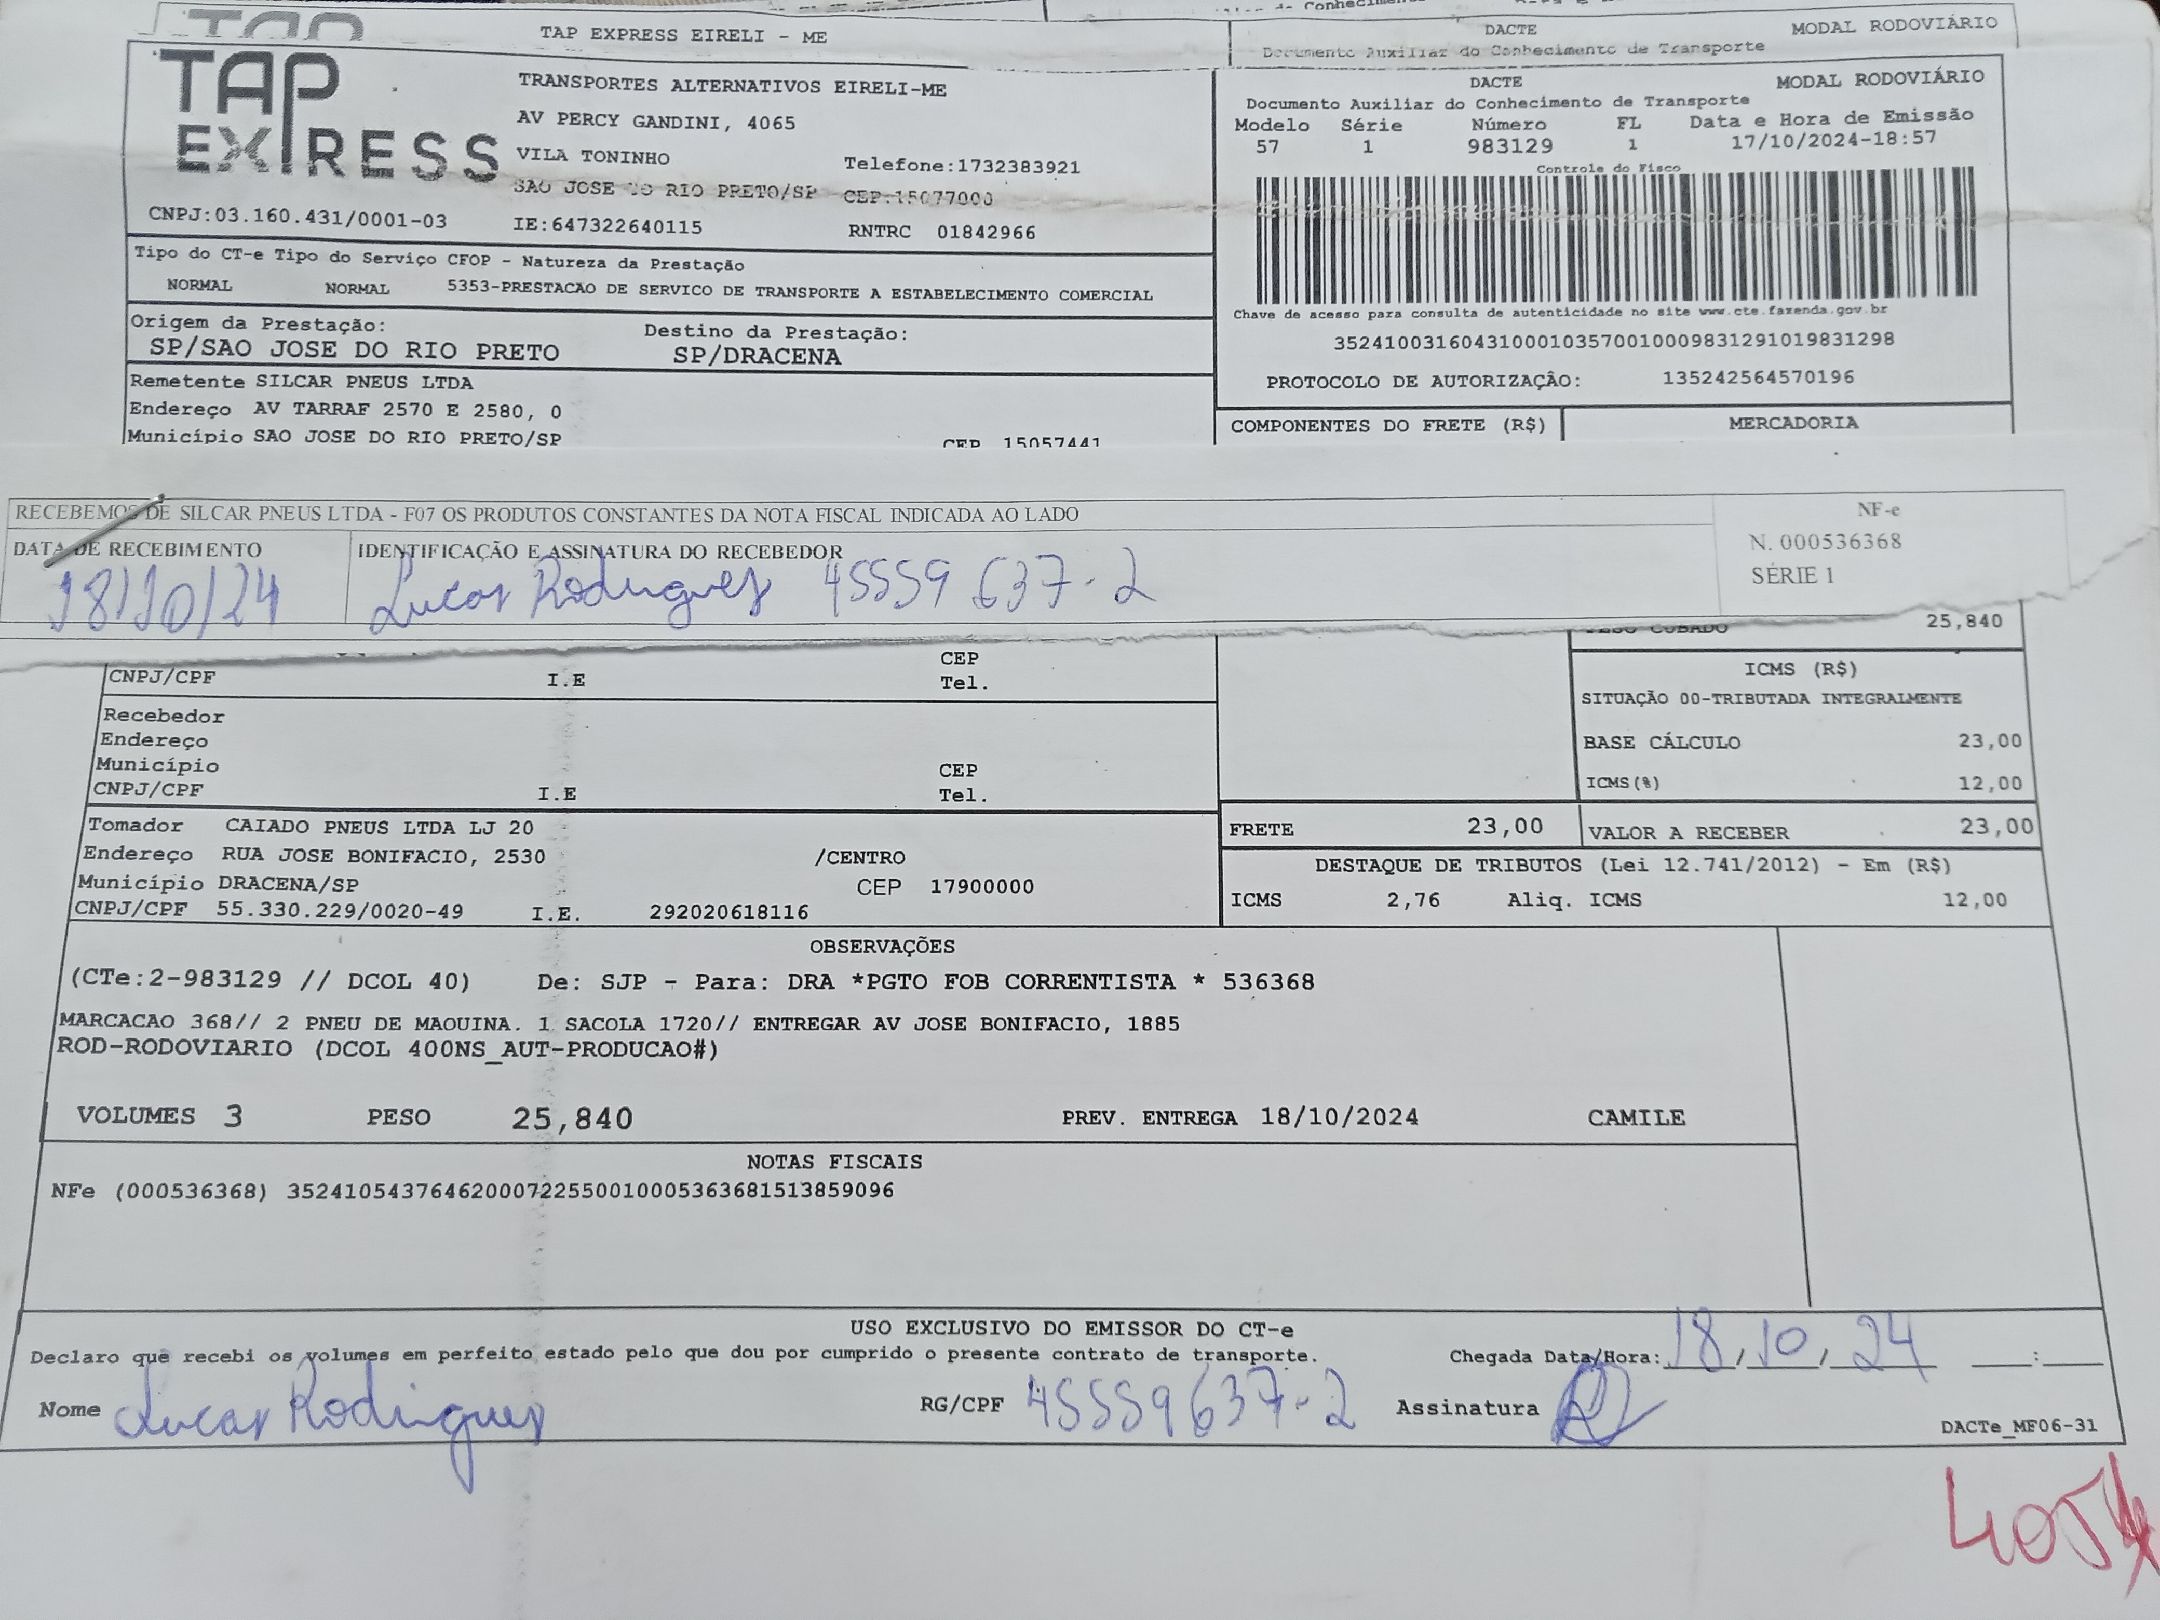 TAP EXPRESS EIRELI - ME
DACTE
MODAL RODOVIÁRIO
Documento Auxiliar do Conhecimento de Transporte
TAP
EXPRESS
TRANSPORTES ALTERNATIVOS EIRELI-ME
AV PERCY GANDINI, 4065
VILA TONINHO
Telefone:1732383921
SAO JOSE DO RIO PRETO/SP CEP:15077000
CNPJ:03.160.431/0001-03
IE:647322640115
RNTRC 01842966
DACTE
MODAL RODOVIÁRIO
Documento Auxiliar do Conhecimento de Transporte
Modelo Série Número FL Data e Hora de Emissão
57 1 983129 1 17/10/2024-18:57
Controle do Fisco
Chave de acesso para consulta de autenticidade no site www.cte.fazenda.gov.br
35241003160431000103570010009831291019831298
PROTOCOLO DE AUTORIZAÇÃO: 135242564570196
Tipo do CT-e Tipo do Serviço CFOP - Natureza da Prestação
NORMAL NORMAL 5353-PRESTACAO DE SERVICO DE TRANSPORTE A ESTABELECIMENTO COMERCIAL
Origem da Prestação: Destino da Prestação:
SP/SAO JOSE DO RIO PRETO SP/DRACENA
Remetente SILCAR PNEUS LTDA
Endereço AV TARRAF 2570 E 2580, 0
Município SAO JOSE DO RIO PRETO/SP CEP 15057441
COMPONENTES DO FRETE (R$) MERCADORIA
RECEBEMOS DE SILCAR PNEUS LTDA - F07 OS PRODUTOS CONSTANTES DA NOTA FISCAL INDICADA AO LADO
DATA DE RECEBIMENTO
IDENTIFICAÇÃO E ASSINATURA DO RECEBEDOR
18/10/24
Lucas Rodrigues 45559637-2
NF-e
N. 000536368
SÉRIE 1
PESO CUBADO 25,840
CEP
CNPJ/CPF I.E Tel.
Recebedor
Endereço
Município CEP
CNPJ/CPF I.E Tel.
ICMS (R$)
SITUAÇÃO 00-TRIBUTADA INTEGRALMENTE
BASE CÁLCULO 23,00
ICMS(%) 12,00
FRETE 23,00 VALOR A RECEBER 23,00
Tomador CAIADO PNEUS LTDA LJ 20
Endereço RUA JOSE BONIFACIO, 2530 /CENTRO
Município DRACENA/SP CEP 17900000
CNPJ/CPF 55.330.229/0020-49 I.E. 292020618116
DESTAQUE DE TRIBUTOS (Lei 12.741/2012) - Em (R$)
ICMS 2,76 Aliq. ICMS 12,00
OBSERVAÇÕES
(CTe:2-983129 // DCOL 40) De: SJP - Para: DRA *PGTO FOB CORRENTISTA * 536368
MARCACAO 368// 2 PNEU DE MAQUINA. 1 SACOLA 1720// ENTREGAR AV JOSE BONIFACIO, 1885
ROD-RODOVIARIO (DCOL 400NS_AUT-PRODUCAO#)
VOLUMES 3 PESO 25,840 PREV. ENTREGA 18/10/2024 CAMILE
NOTAS FISCAIS
NFe (000536368) 35241054376462000722550010005363681513859096
USO EXCLUSIVO DO EMISSOR DO CT-e
Declaro que recebi os volumes em perfeito estado pelo que dou por cumprido o presente contrato de transporte.
Chegada Data/Hora: 18/10/24 __:__
Nome Lucas Rodrigues RG/CPF 45559637-2 Assinatura
DACTe_MF06-31